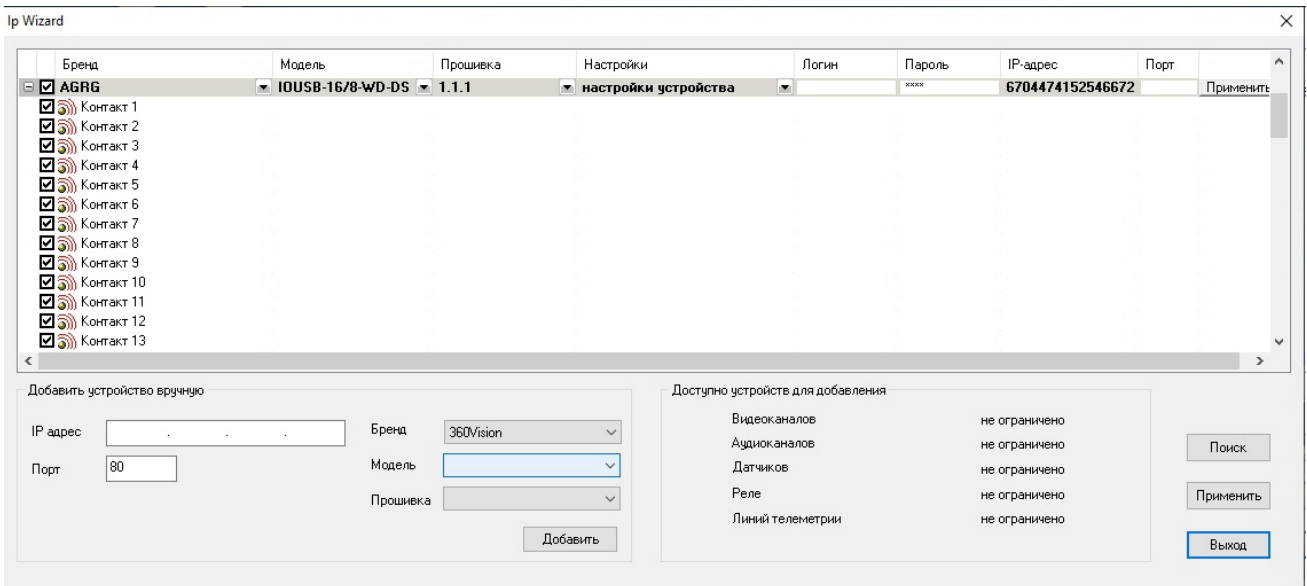 Ip Wizard
Бренд Модель Прошивка Настройки Логин Пароль IP-адрес Порт
AGRG IOUSB-16/8-WD-DS 1.1.1 настройки устройства **** 6704474152546672 Применить
Контакт 1
Контакт 2
Контакт 3
Контакт 4
Контакт 5
Контакт 6
Контакт 7
Контакт 8
Контакт 9
Контакт 10
Контакт 11
Контакт 12
Контакт 13
Добавить устройство вручную
IP адрес . . .
Порт 80
Бренд 360Vision
Модель
Прошивка
Добавить
Доступно устройств для добавления
Видеоканалов не ограничено
Аудиоканалов не ограничено
Датчиков не ограничено
Реле не ограничено
Линий телеметрии не ограничено
Поиск
Применить
Выход